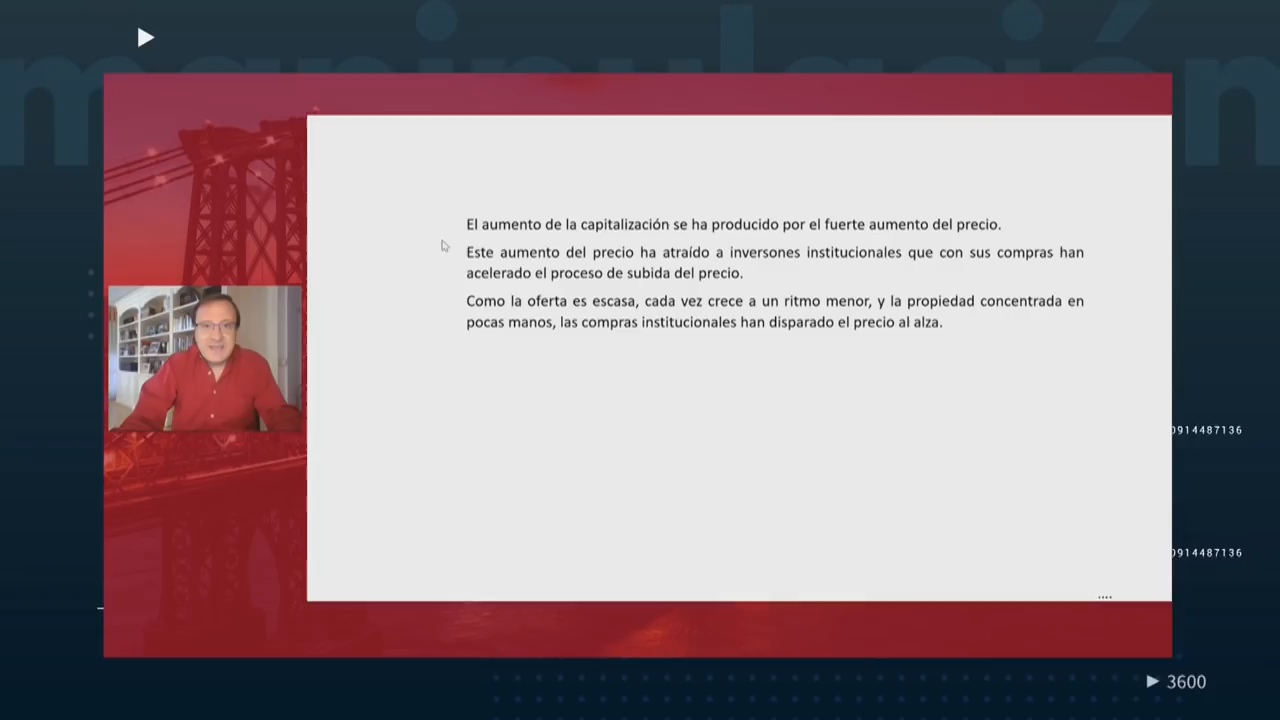 manipulación
El aumento de la capitalización se ha producido por el fuerte aumento del precio.
Este aumento del precio ha atraído a inversones institucionales que con sus compras han
acelerado el proceso de subida del precio.
Como la oferta es escasa, cada vez crece a un ritmo menor, y la propiedad concentrada en
pocas manos, las compras institucionales han disparado el precio al alza.
0914487136
0914487136
....
3600